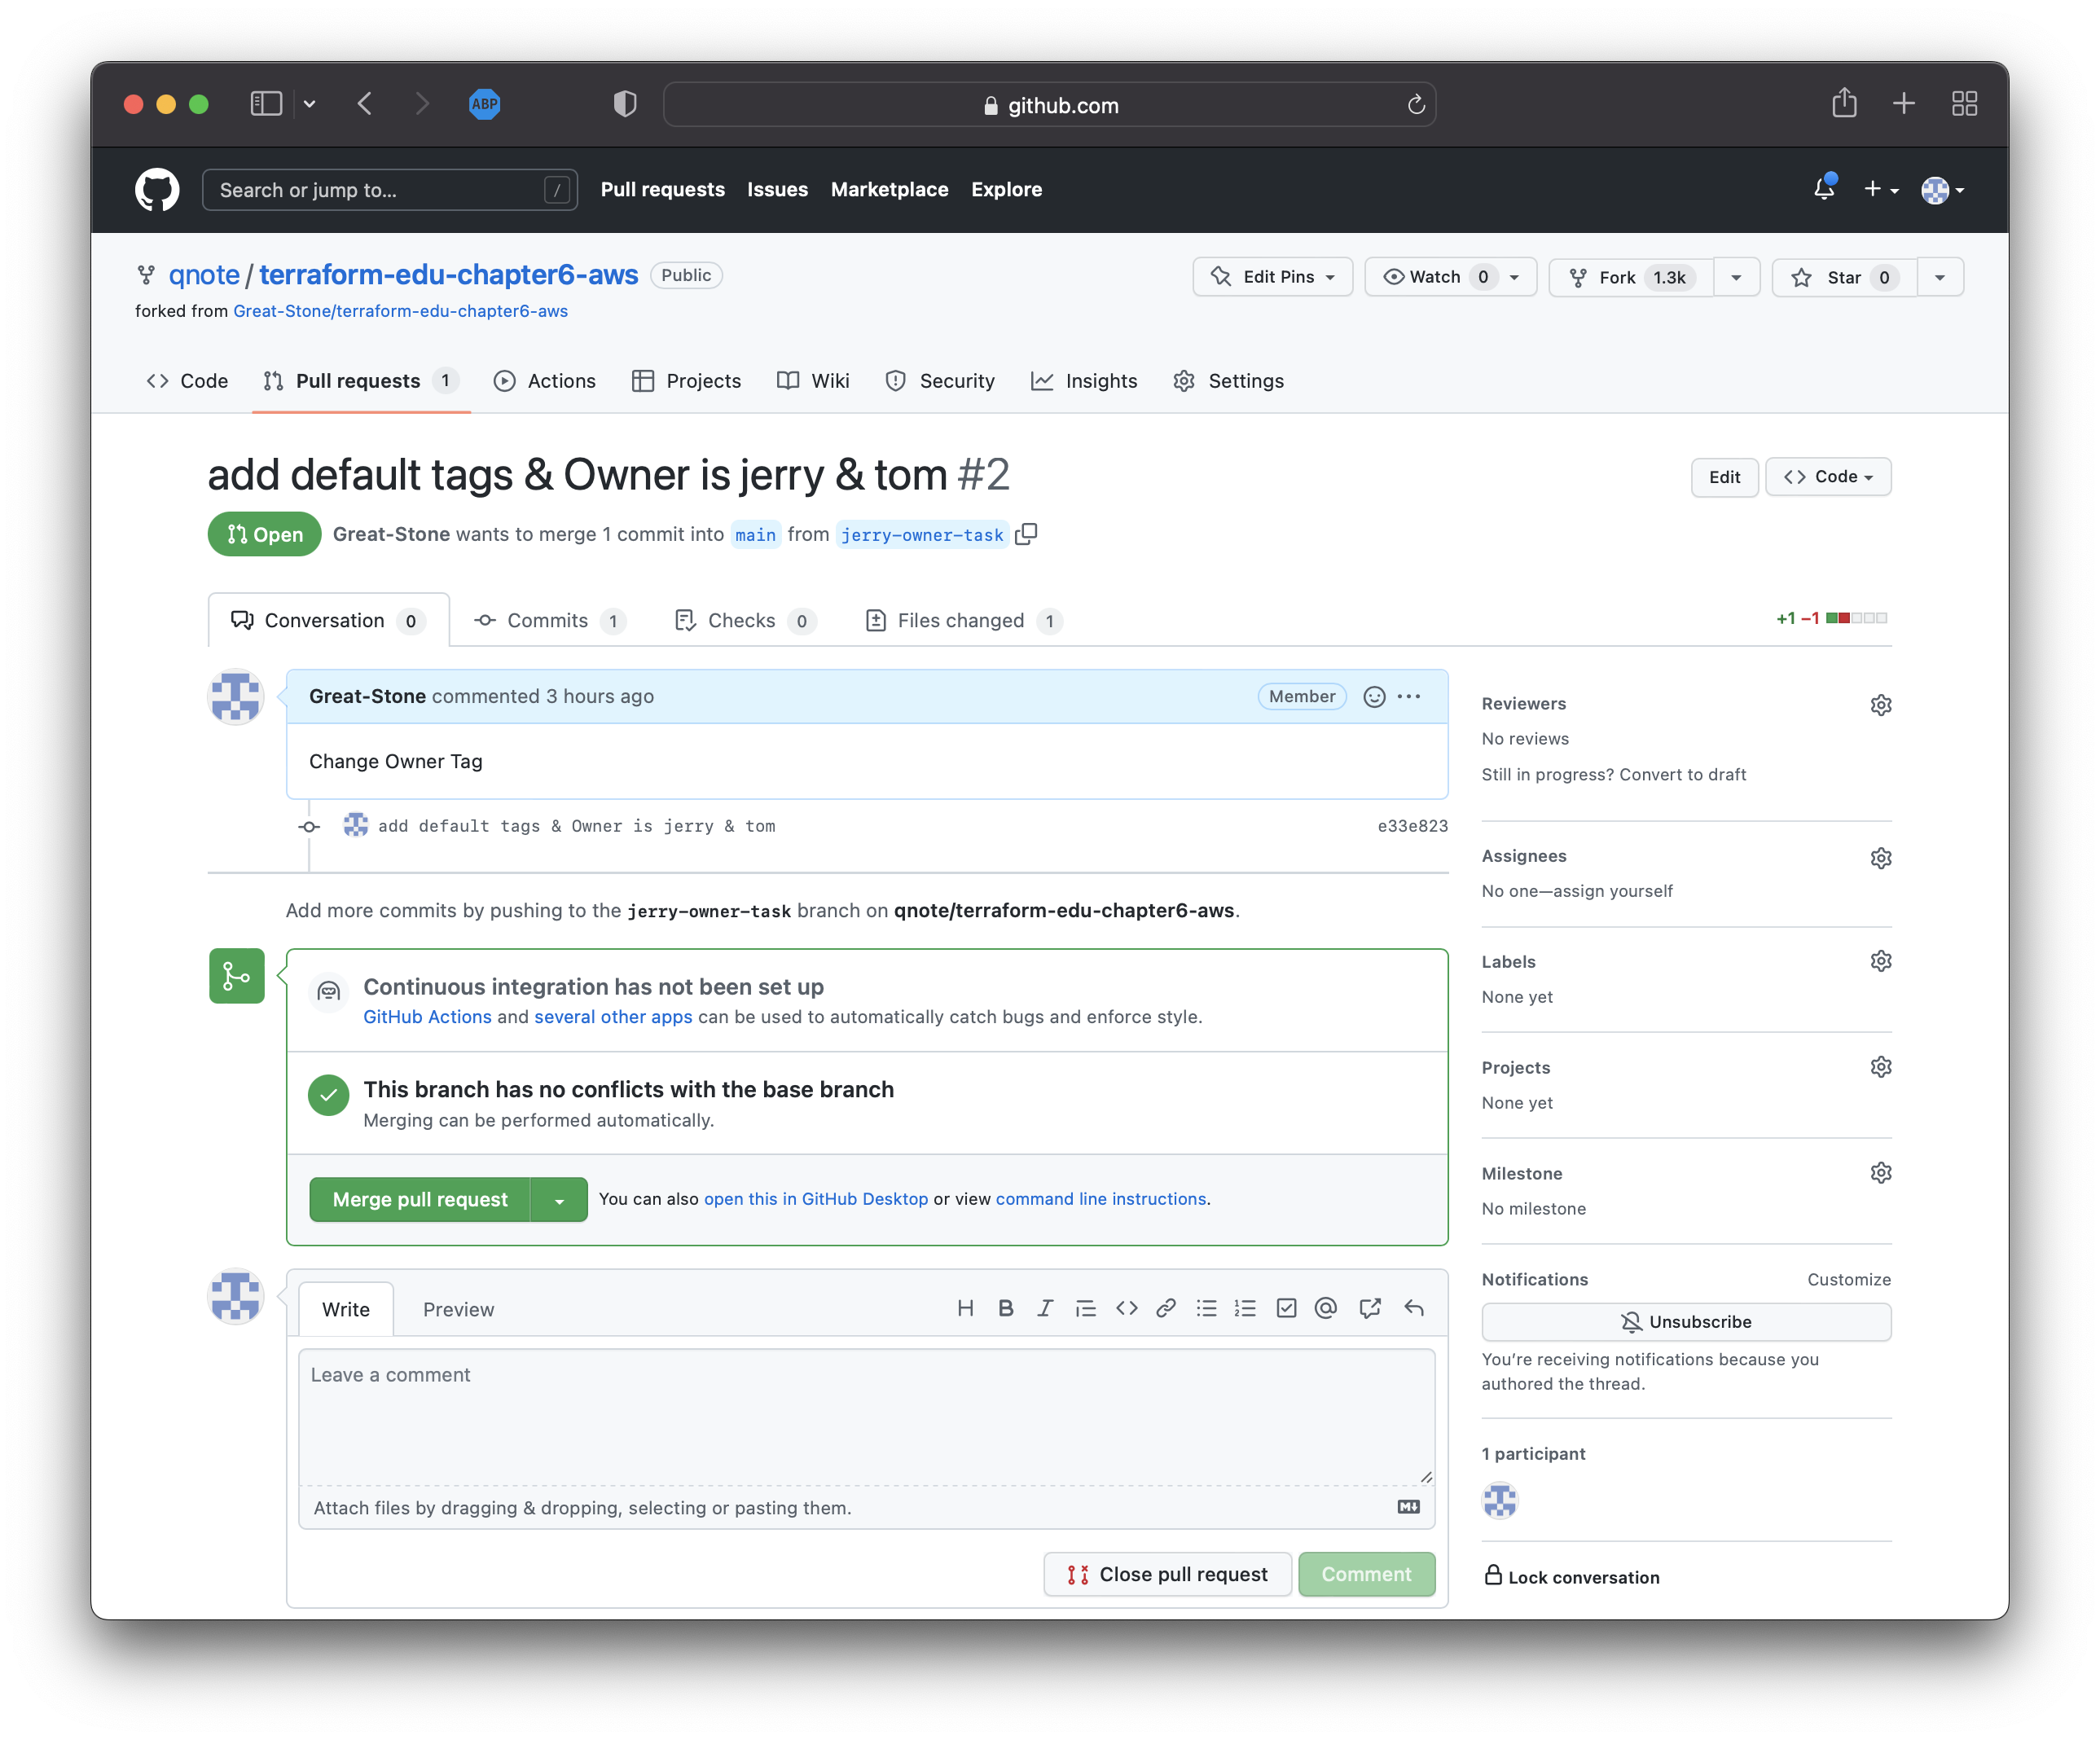 ABP
github.com
Search or jump to... /
Pull requests Issues Marketplace Explore
qnote / terraform-edu-chapter6-aws Public
Edit Pins Watch 0 Fork 1.3k Star 0
forked from Great-Stone/terraform-edu-chapter6-aws
Code Pull requests 1 Actions Projects Wiki Security Insights Settings
add default tags & Owner is jerry & tom #2
Edit Code
Open Great-Stone wants to merge 1 commit into main from jerry-owner-task
Conversation 0 Commits 1 Checks 0 Files changed 1
+1 −1
Great-Stone commented 3 hours ago Member
Change Owner Tag
add default tags & Owner is jerry & tom e33e823
Add more commits by pushing to the jerry-owner-task branch on qnote/terraform-edu-chapter6-aws.
Continuous integration has not been set up
GitHub Actions and several other apps can be used to automatically catch bugs and enforce style.
This branch has no conflicts with the base branch
Merging can be performed automatically.
Merge pull request You can also open this in GitHub Desktop or view command line instructions.
Write Preview
Leave a comment
Attach files by dragging & dropping, selecting or pasting them.
Close pull request Comment
Reviewers
No reviews
Still in progress? Convert to draft
Assignees
No one—assign yourself
Labels
None yet
Projects
None yet
Milestone
No milestone
Notifications Customize
Unsubscribe
You’re receiving notifications because you
authored the thread.
1 participant
Lock conversation